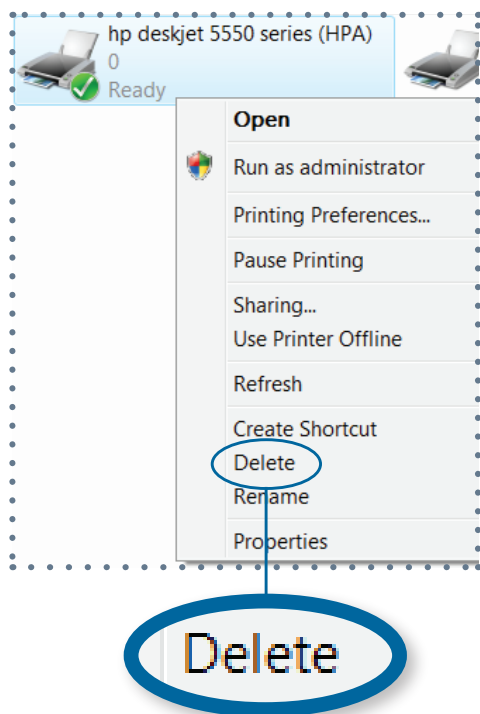 hp deskjet 5550 series (HPA)
0
Ready
Open
Run as administrator
Printing Preferences...
Pause Printing
Sharing...
Use Printer Offline
Refresh
Create Shortcut
Delete
Rename
Properties
Delete